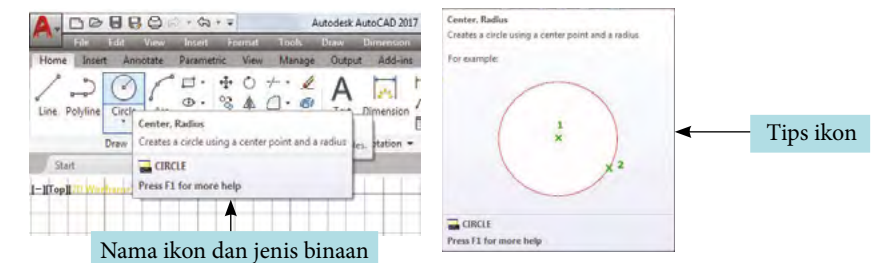 A
Autodesk AutoCAD 2017
File Edit View Insert Format Tools Draw Dimension
Home Insert Annotate Parametric View Manage Output Add-ins
Line Polyline Circle
A
Dimension
Center, Radius
Creates a circle using a center point and a radius
CIRCLE
Press F1 for more help
Draw
Start
[-][Top][2D Wirefram
Nama ikon dan jenis binaan
Center, Radius
Creates a circle using a center point and a radius
For example:
1
2
CIRCLE
Press F1 for more help
Tips ikon